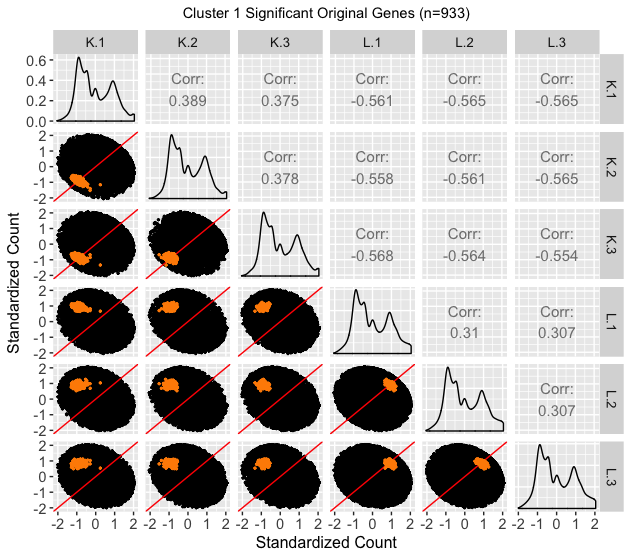 Cluster 1 Significant Original Genes (n=933)
K.1 K.2 K.3 L.1 L.2 L.3
0.6
0.4
0.2
0.0
Corr: Corr: Corr: Corr: Corr:
0.389 0.375 -0.561 -0.565 -0.565
K.1
2
1
0
-1
-2
Corr: Corr: Corr: Corr:
0.378 -0.558 -0.561 -0.565
K.2
2
1
0
-1
-2
Corr: Corr: Corr:
-0.568 -0.564 -0.554
K.3
2
1
0
-1
-2
Corr: Corr:
0.31 0.307
L.1
2
1
0
-1
-2
Corr:
0.307
L.2
2
1
0
-1
-2
L.3
-2 -1 0 1 2 -2 -1 0 1 2 -2 -1 0 1 2 -2 -1 0 1 2 -2 -1 0 1 2 -2 -1 0 1 2
Standardized Count
Standardized Count